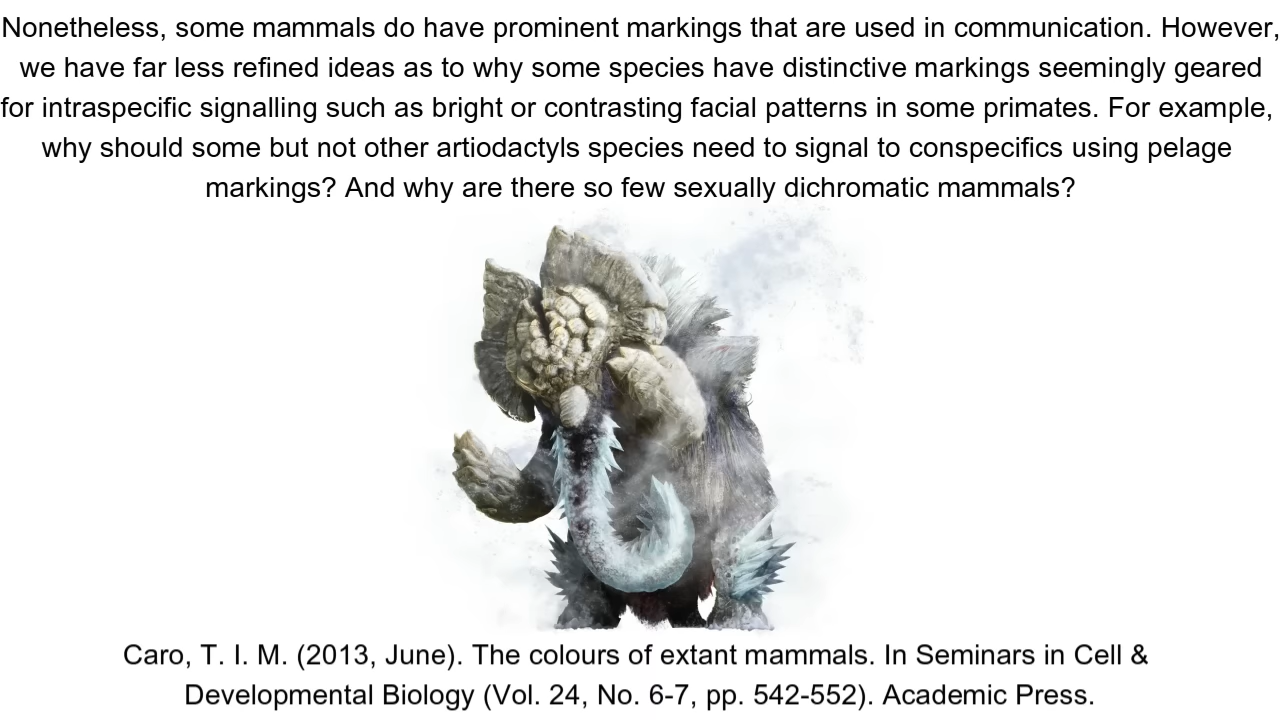 Nonetheless, some mammals do have prominent markings that are used in communication. However,
we have far less refined ideas as to why some species have distinctive markings seemingly geared
for intraspecific signalling such as bright or contrasting facial patterns in some primates. For example,
why should some but not other artiodactyls species need to signal to conspecifics using pelage
markings? And why are there so few sexually dichromatic mammals?
Caro, T. I. M. (2013, June). The colours of extant mammals. In Seminars in Cell &
Developmental Biology (Vol. 24, No. 6-7, pp. 542-552). Academic Press.